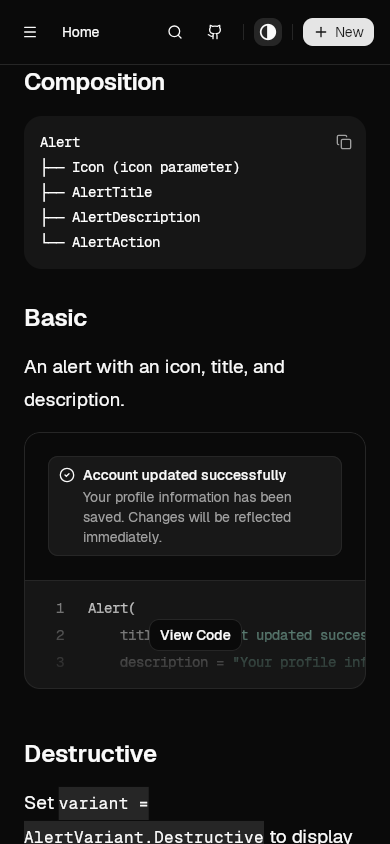 Home
New
Composition
Alert
├── Icon (icon parameter)
├── AlertTitle
├── AlertDescription
└── AlertAction
Basic
An alert with an icon, title, and
description.
Account updated successfully
Your profile information has been
saved. Changes will be reflected
immediately.
1 Alert(
2 titl
View Code
t updated succes
3 description = "Your profile inf
Destructive
Set variant =
AlertVariant.Destructive to display